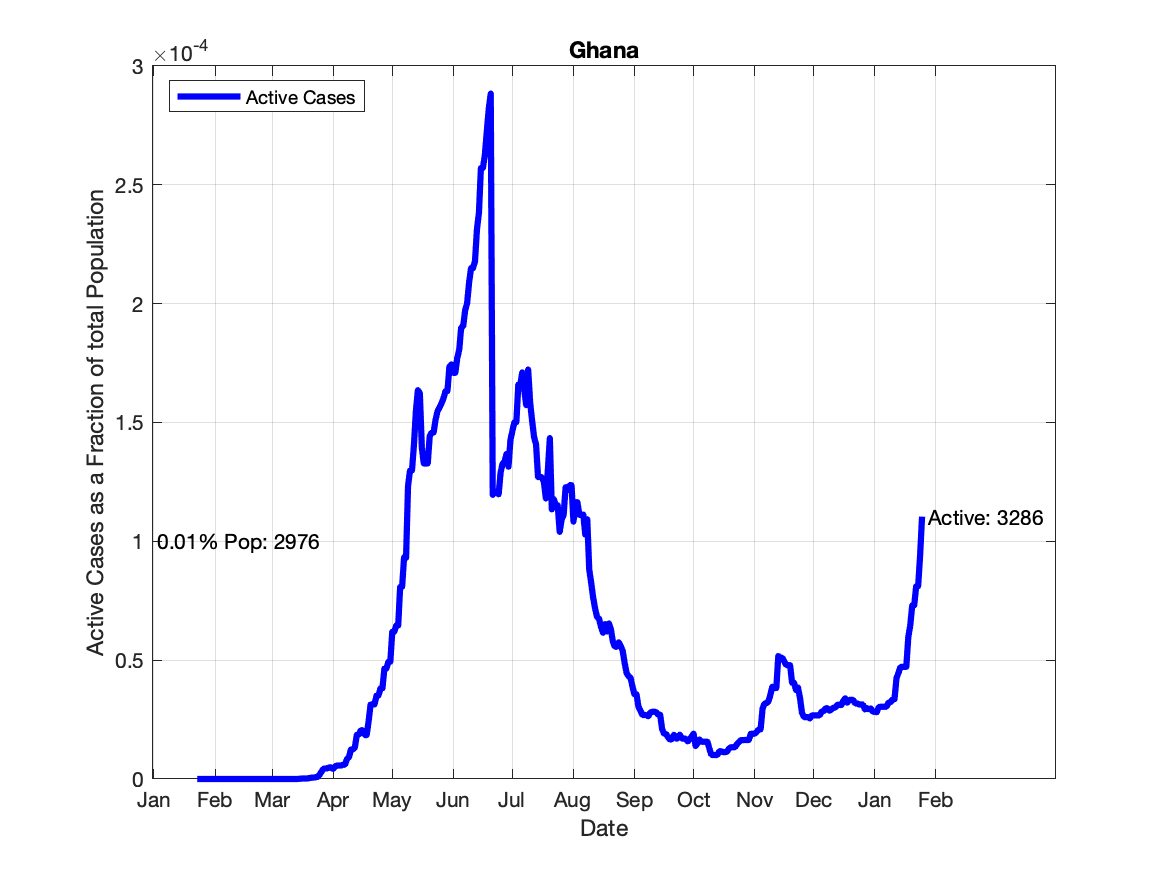 Ghana
×10-4
3
2.5
2
1.5
1
0.5
0
Active Cases as a Fraction of total Population
Active Cases
0.01% Pop: 2976
Active: 3286
Jan Feb Mar Apr May Jun Jul Aug Sep Oct Nov Dec Jan Feb
Date